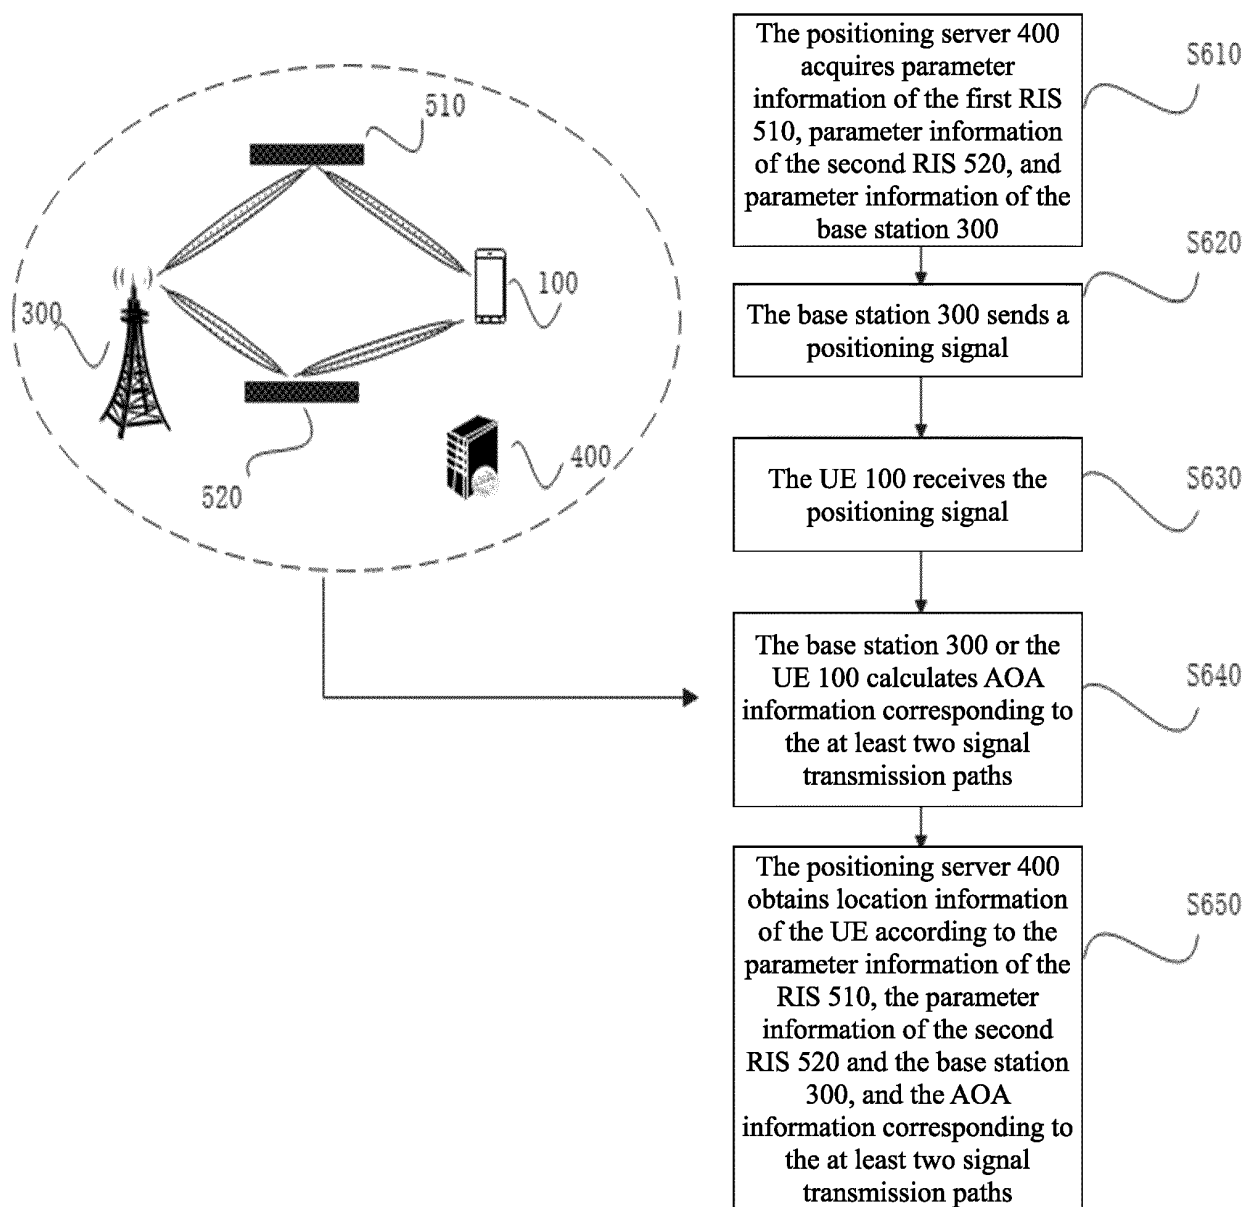 510
300
100
520
400
The positioning server 400
acquires parameter
information of the first RIS
510, parameter information
of the second RIS 520, and
parameter information of the
base station 300
S610
The base station 300 sends a
positioning signal
S620
The UE 100 receives the
positioning signal
S630
The base station 300 or the
UE 100 calculates AOA
information corresponding to
the at least two signal
transmission paths
S640
The positioning server 400
obtains location information
of the UE according to the
parameter information of the
RIS 510, the parameter
information of the second
RIS 520 and the base station
300, and the AOA
information corresponding to
the at least two signal
transmission paths
S650